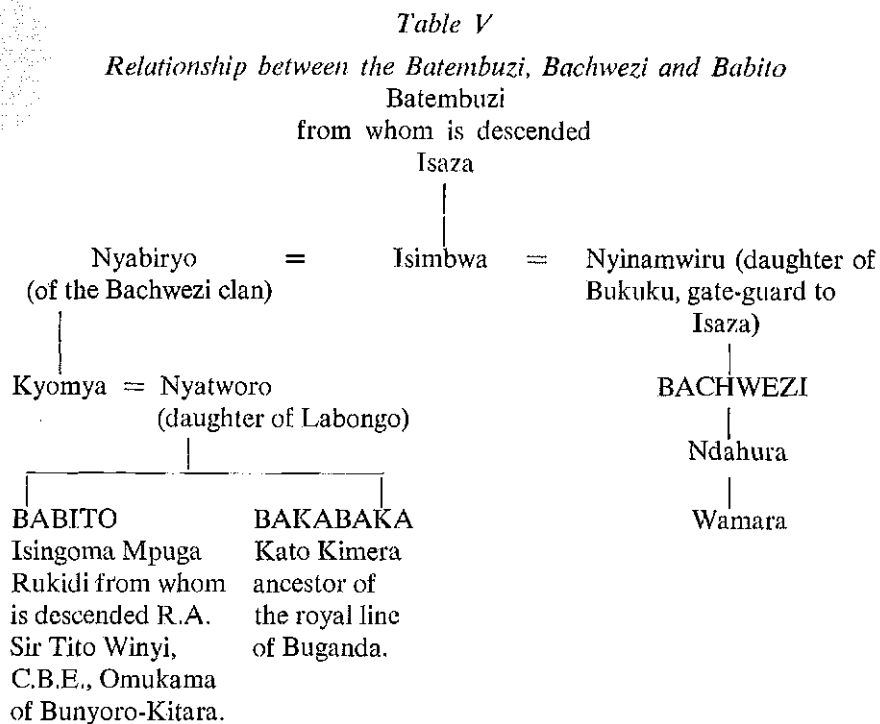 Table V
Relationship between the Batembuzi, Bachwezi and Babito
Batembuzi
from whom is descended
Isaza
Nyabiryo = Isimbwa = Nyinamwiru (daughter of
(of the Bachwezi clan) Bukuku, gate-guard to
Isaza)
Kyomya = Nyatworo BACHWEZI
(daughter of Labongo)
Ndahura
BABITO BAKABAKA Wamara
Isingoma Mpuga Kato Kimera
Rukidi from whom ancestor of
is descended R.A. the royal line
Sir Tito Winyi, of Buganda.
C.B.E., Omukama
of Bunyoro-Kitara.